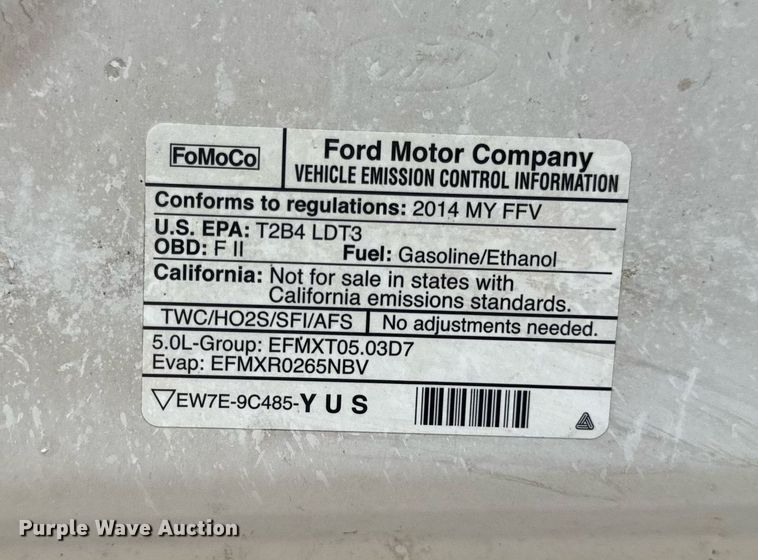 FoMoCo
Ford Motor Company
VEHICLE EMISSION CONTROL INFORMATION
Conforms to regulations: 2014 MY FFV
U.S. EPA: T2B4 LDT3
OBD: F II Fuel: Gasoline/Ethanol
California: Not for sale in states with
California emissions standards.
TWC/HO2S/SFI/AFS No adjustments needed.
5.0L-Group: EFMXT05.03D7
Evap: EFMXR0265NBV
EW7E-9C485-YUS
Purple Wave Auction